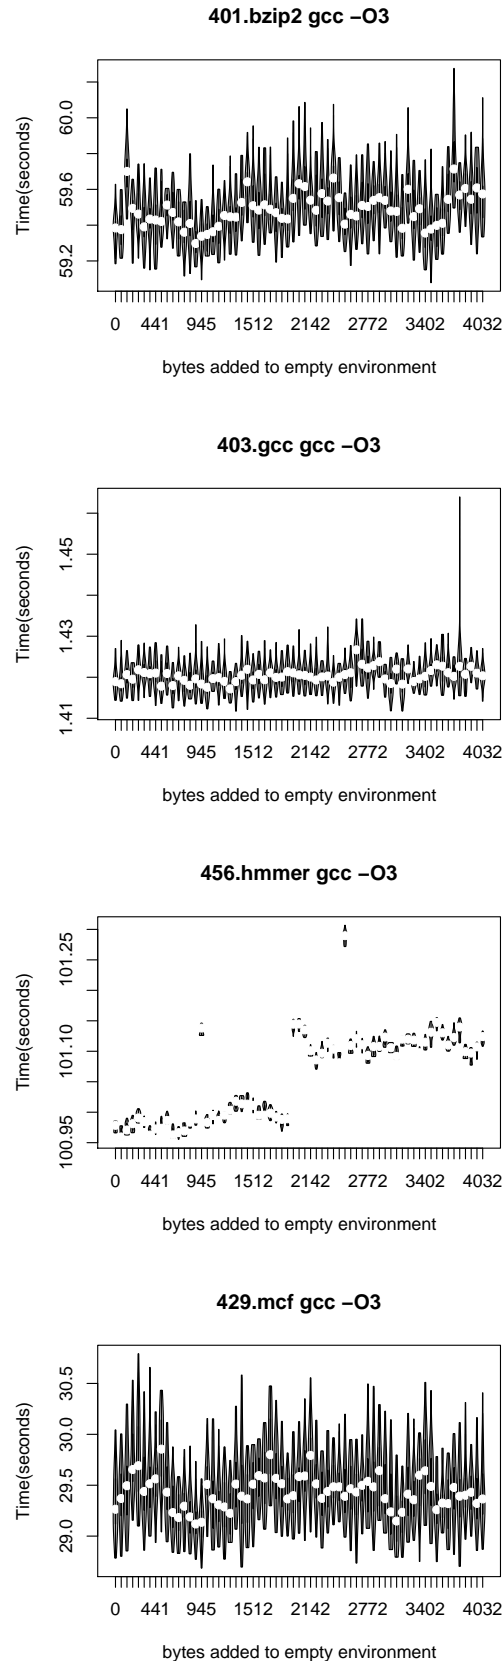 401.bzip2 gcc −O3
Time(seconds)
59.2 59.6 60.0
0 441 945 1512 2142 2772 3402 4032
bytes added to empty environment
403.gcc gcc −O3
Time(seconds)
1.41 1.43 1.45
0 441 945 1512 2142 2772 3402 4032
bytes added to empty environment
456.hmmer gcc −O3
Time(seconds)
100.95 101.10 101.25
0 441 945 1512 2142 2772 3402 4032
bytes added to empty environment
429.mcf gcc −O3
Time(seconds)
29.0 29.5 30.0 30.5
0 441 945 1512 2142 2772 3402 4032
bytes added to empty environment